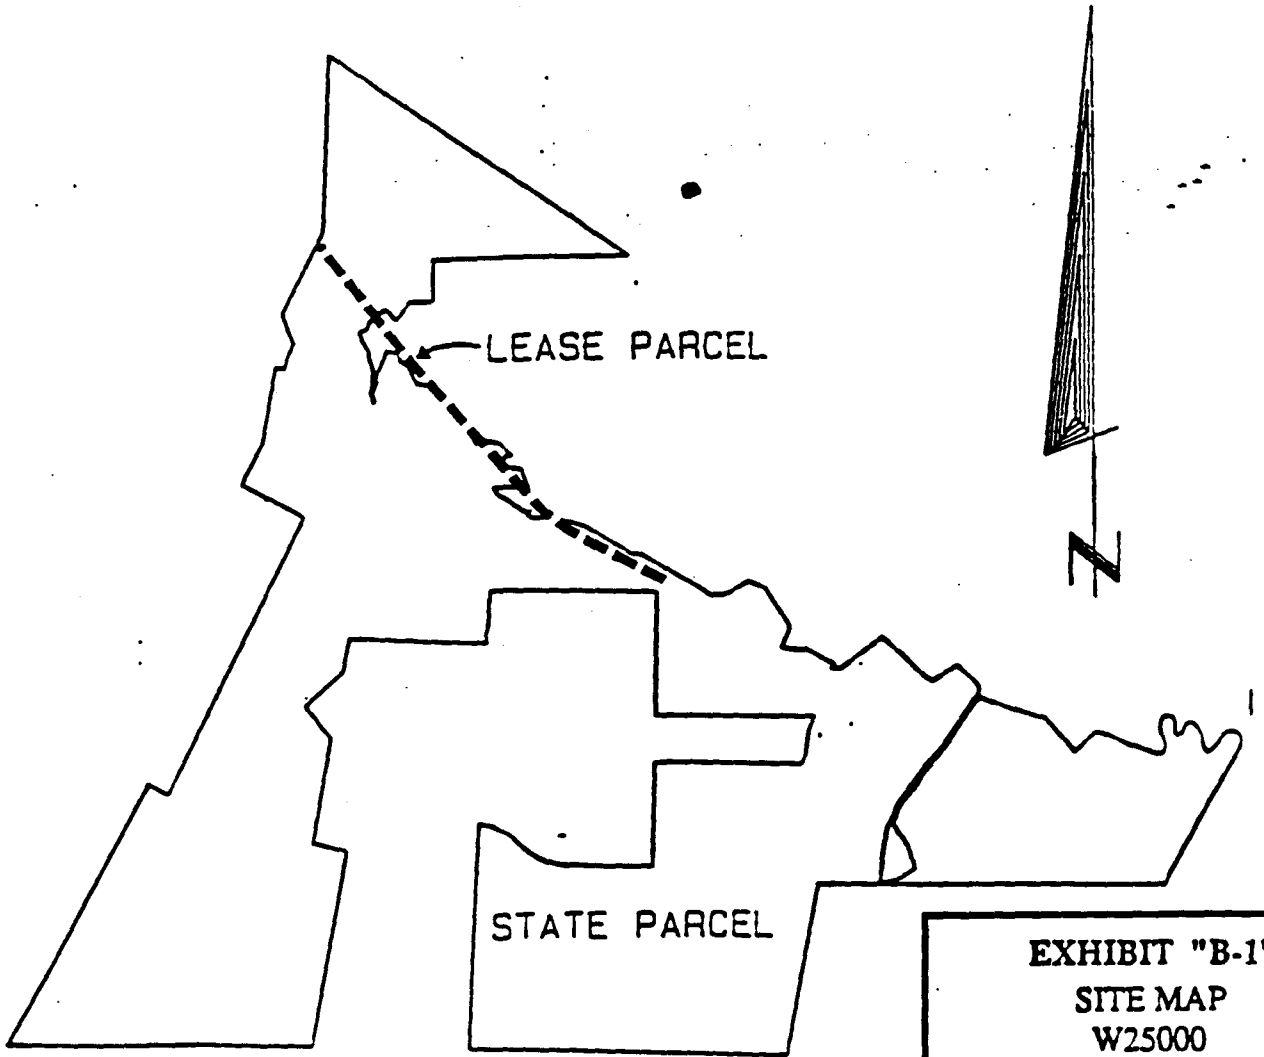 LEASE PARCEL
N
STATE PARCEL
EXHIBIT "B-1"
SITE MAP
W25000